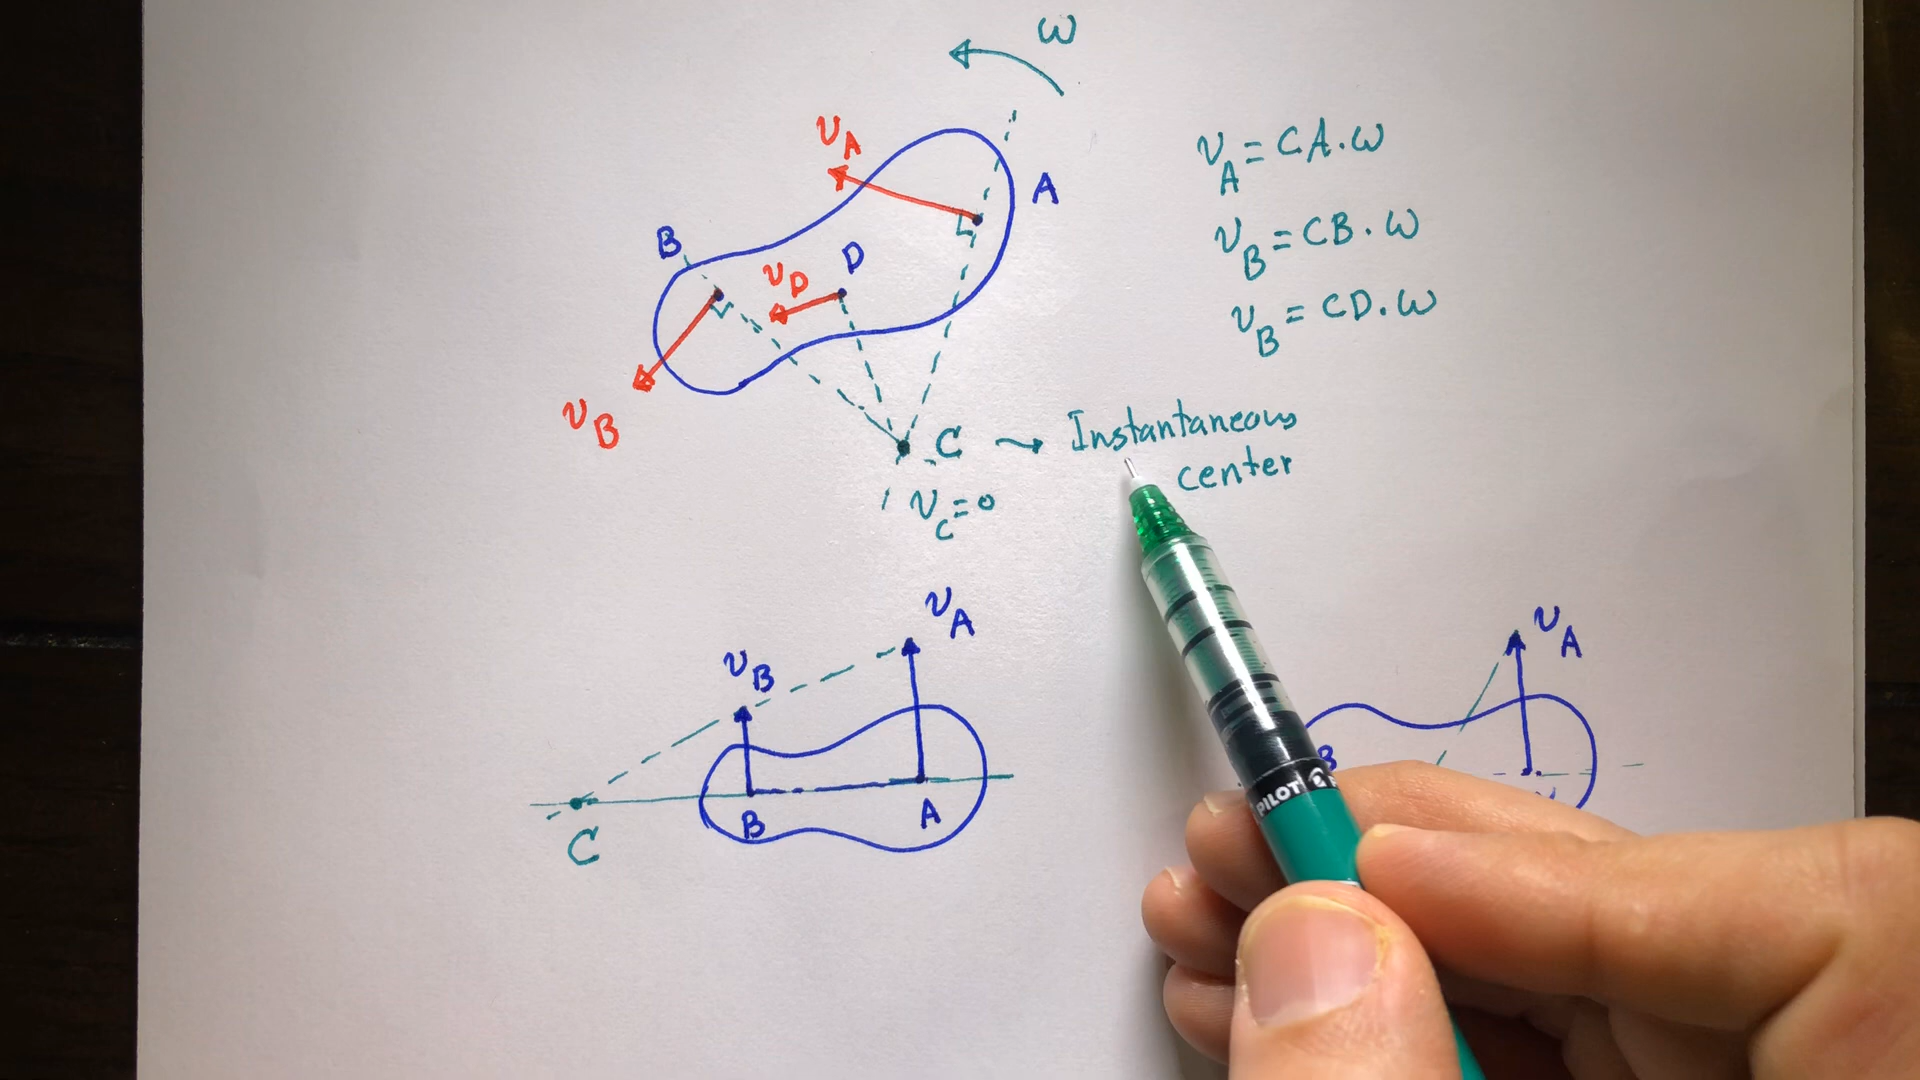 ω
v_A
A
v_A = CA.ω
B
v_D
D
v_B = CB.ω
v_B = CD.ω
v_B
C → Instantaneous
center
v_C = 0
v_A
v_B
B
A
C
v_A
B
PILOT